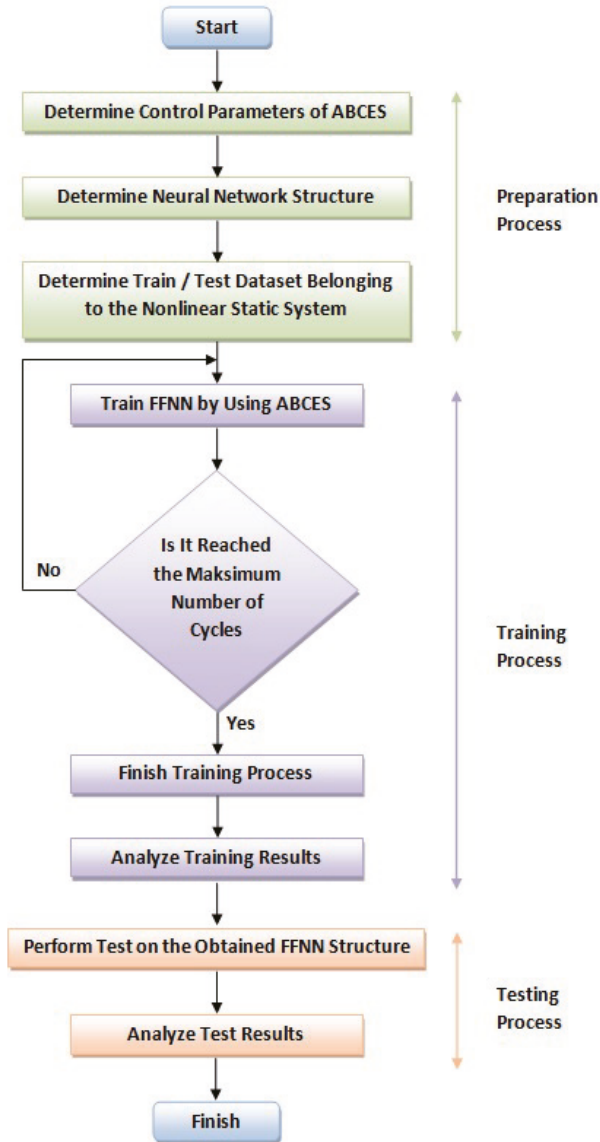 Start
Determine Control Parameters of ABCES
Determine Neural Network Structure
Preparation
Process
Determine Train / Test Dataset Belonging
to the Nonlinear Static System
Train FFNN by Using ABCES
Is It Reached
the Maksimum
Number of
Cycles
No
Yes
Training
Process
Finish Training Process
Analyze Training Results
Perform Test on the Obtained FFNN Structure
Testing
Process
Analyze Test Results
Finish